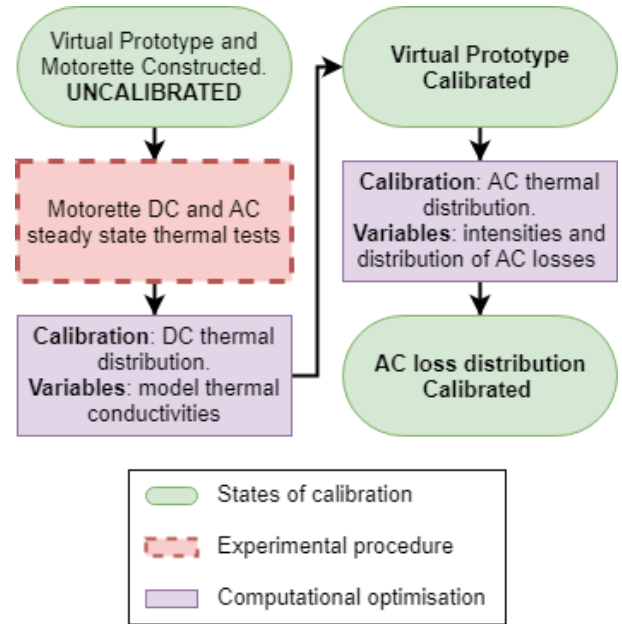 Virtual Prototype and
Motorette Constructed.
UNCALIBRATED
Motorette DC and AC
steady state thermal tests
Calibration: DC thermal
distribution.
Variables: model thermal
conductivities
Virtual Prototype
Calibrated
Calibration: AC thermal
distribution.
Variables: intensities and
distribution of AC losses
AC loss distribution
Calibrated
States of calibration
Experimental procedure
Computational optimisation